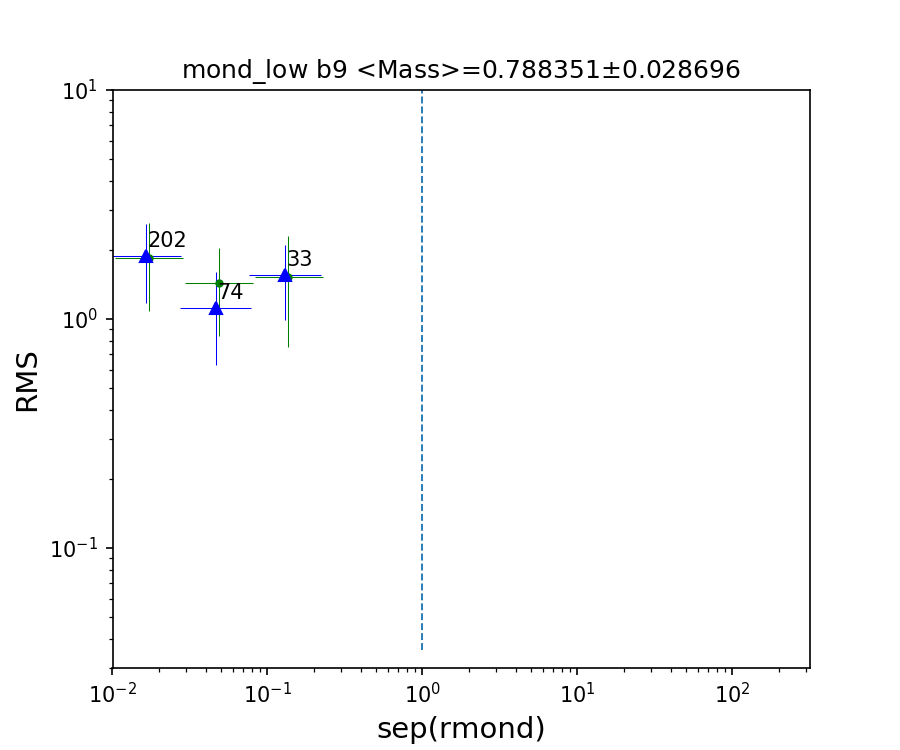 mond_low b9 <Mass>=0.788351±0.028696
10¹
10⁰
10⁻¹
RMS
202
74
33
10⁻² 10⁻¹ 10⁰ 10¹ 10²
sep(rmond)